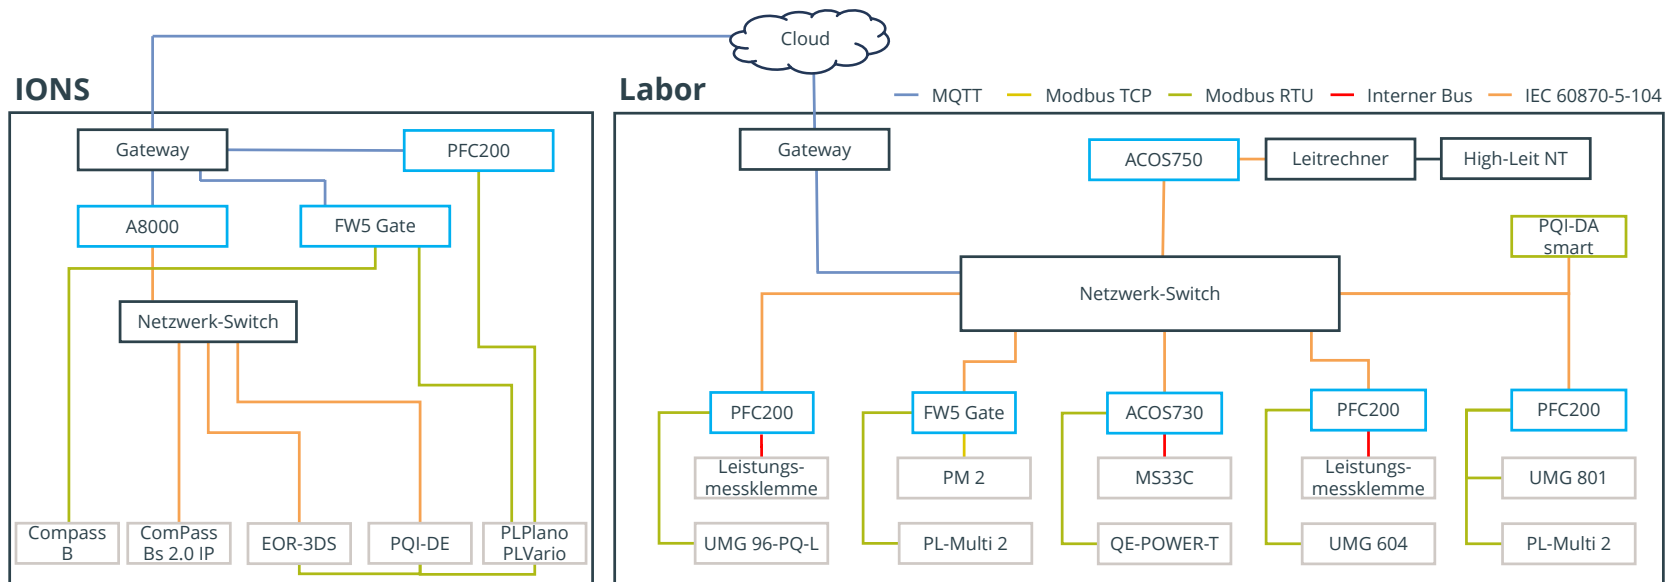 Cloud
IONS
Labor
MQTT
Modbus TCP
Modbus RTU
Interner Bus
IEC 60870-5-104
Gateway
PFC200
A8000
FW5 Gate
Netzwerk-Switch
Compass
B
ComPass
Bs 2.0 IP
EOR-3DS
PQI-DE
PLPlano
PLVario
Gateway
ACOS750
Leitrechner
High-Leit NT
PQI-DA
smart
Netzwerk-Switch
PFC200
FW5 Gate
ACOS730
PFC200
PFC200
Leistungs-
messklemme
PM 2
MS33C
Leistungs-
messklemme
UMG 801
UMG 96-PQ-L
PL-Multi 2
QE-POWER-T
UMG 604
PL-Multi 2